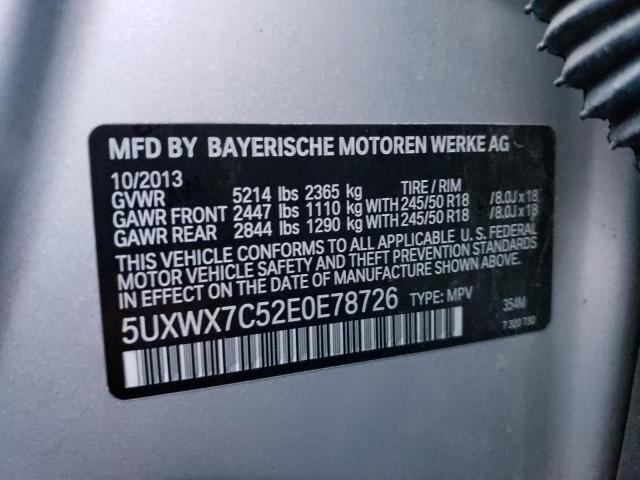 MFD BY BAYERISCHE MOTOREN WERKE AG
10/2013
GVWR 5214 lbs 2365 kg TIRE / RIM
GAWR FRONT 2447 lbs 1110 kg WITH 245/50 R18 /8.0J x 18
GAWR REAR 2844 lbs 1290 kg WITH 245/50 R18 /8.0J x 18
THIS VEHICLE CONFORMS TO ALL APPLICABLE U. S. FEDERAL
MOTOR VEHICLE SAFETY AND THEFT PREVENTION STANDARDS
IN EFFECT ON THE DATE OF MANUFACTURE SHOWN ABOVE.
5UXWX7C52E0E78726 TYPE: MPV 354M
7 320 730